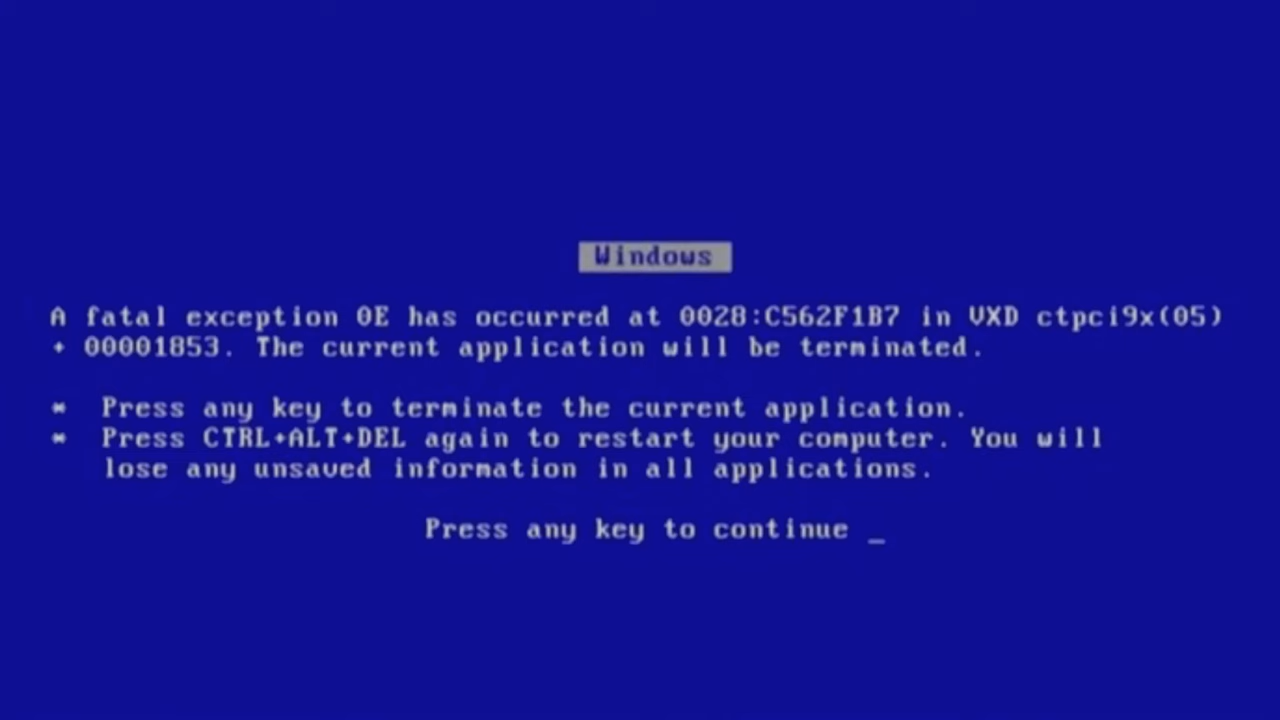 Windows
A fatal exception 0E has occurred at 0028:C562F1B7 in VXD ctpci9x(05)
+ 00001853. The current application will be terminated.
* Press any key to terminate the current application.
* Press CTRL+ALT+DEL again to restart your computer. You will
lose any unsaved information in all applications.
Press any key to continue _